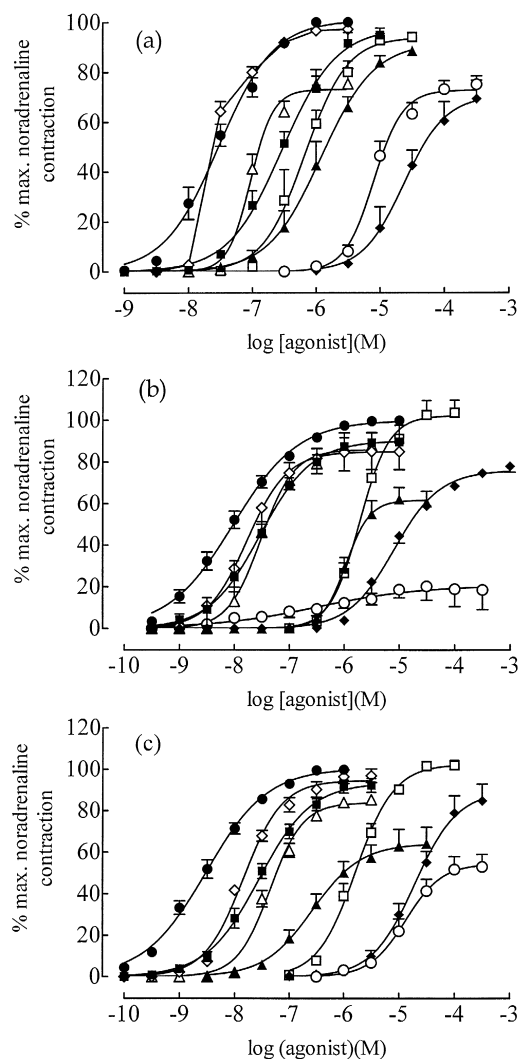 (a)
100
80
60
40
20
0
% max. noradrenaline
contraction
-9 -8 -7 -6 -5 -4 -3
log [agonist](M)
(b)
120
100
80
60
40
20
0
% max. noradrenaline
contraction
-10 -9 -8 -7 -6 -5 -4 -3
log [agonist](M)
(c)
120
100
80
60
40
20
0
% max. noradrenaline
contraction
-10 -9 -8 -7 -6 -5 -4 -3
log (agonist)(M)